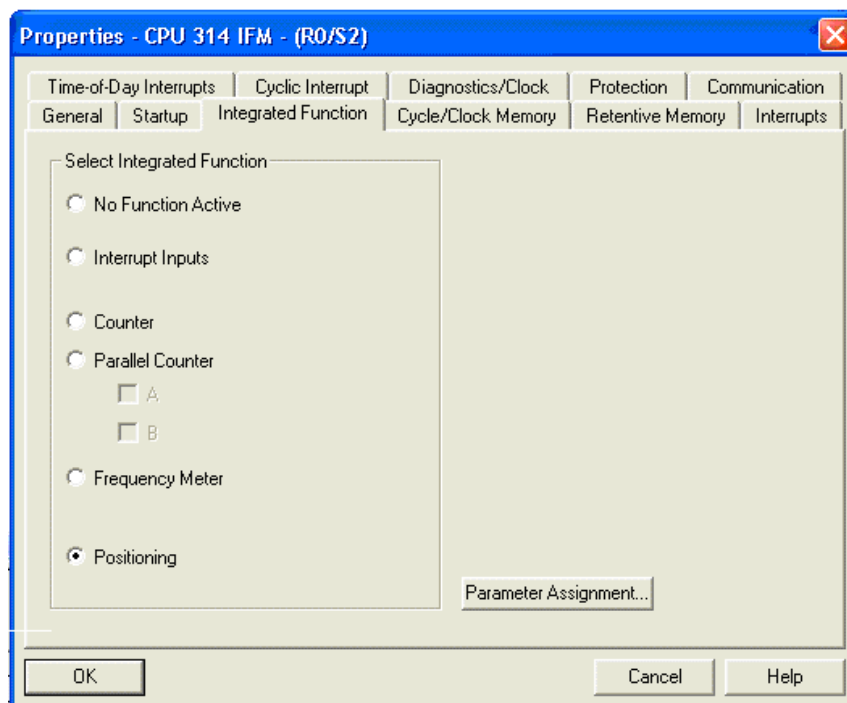 Properties - CPU 314 IFM - (R0/S2)
Time-of-Day Interrupts Cyclic Interrupt Diagnostics/Clock Protection Communication
General Startup Integrated Function Cycle/Clock Memory Retentive Memory Interrupts
Select Integrated Function
No Function Active
Interrupt Inputs
Counter
Parallel Counter
A
B
Frequency Meter
Positioning
Parameter Assignment...
OK Cancel Help